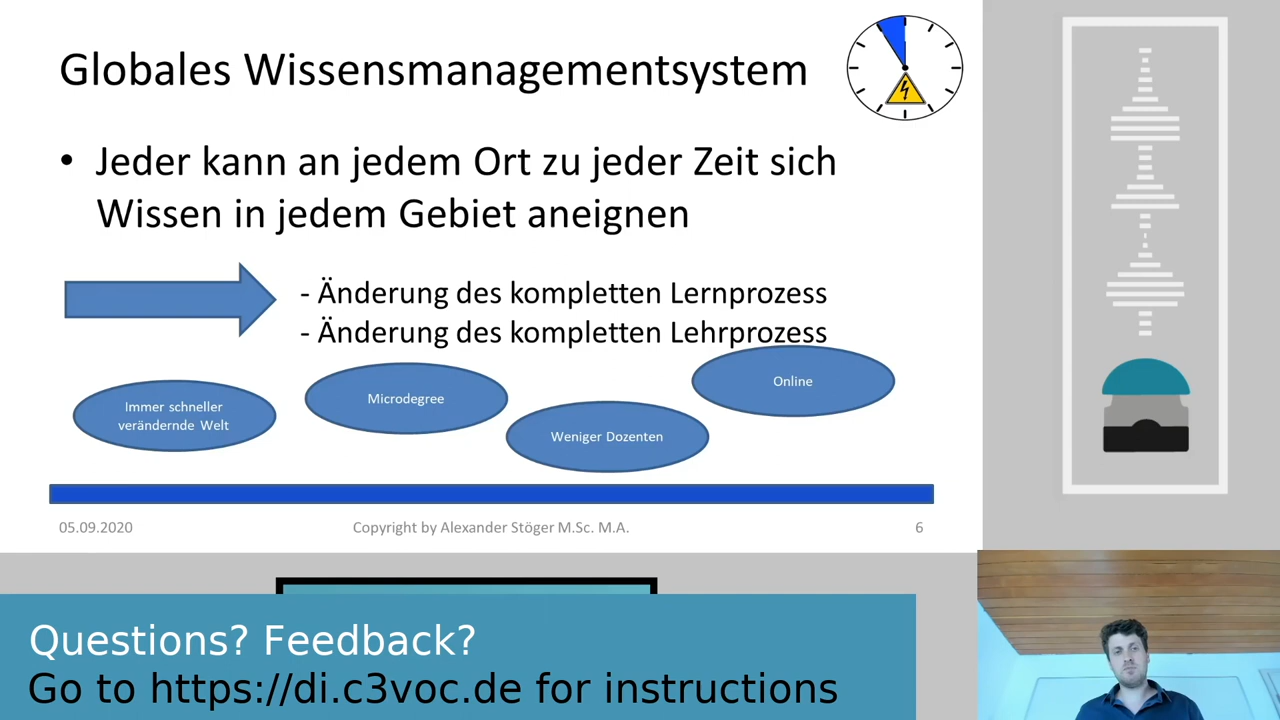 Globales Wissensmanagementsystem
• Jeder kann an jedem Ort zu jeder Zeit sich
Wissen in jedem Gebiet aneignen
- Änderung des kompletten Lernprozess
- Änderung des kompletten Lehrprozess
Immer schneller
verändernde Welt
Microdegree
Weniger Dozenten
Online
05.09.2020
Copyright by Alexander Stöger M.Sc. M.A.
6
Questions? Feedback?
Go to https://di.c3voc.de for instructions